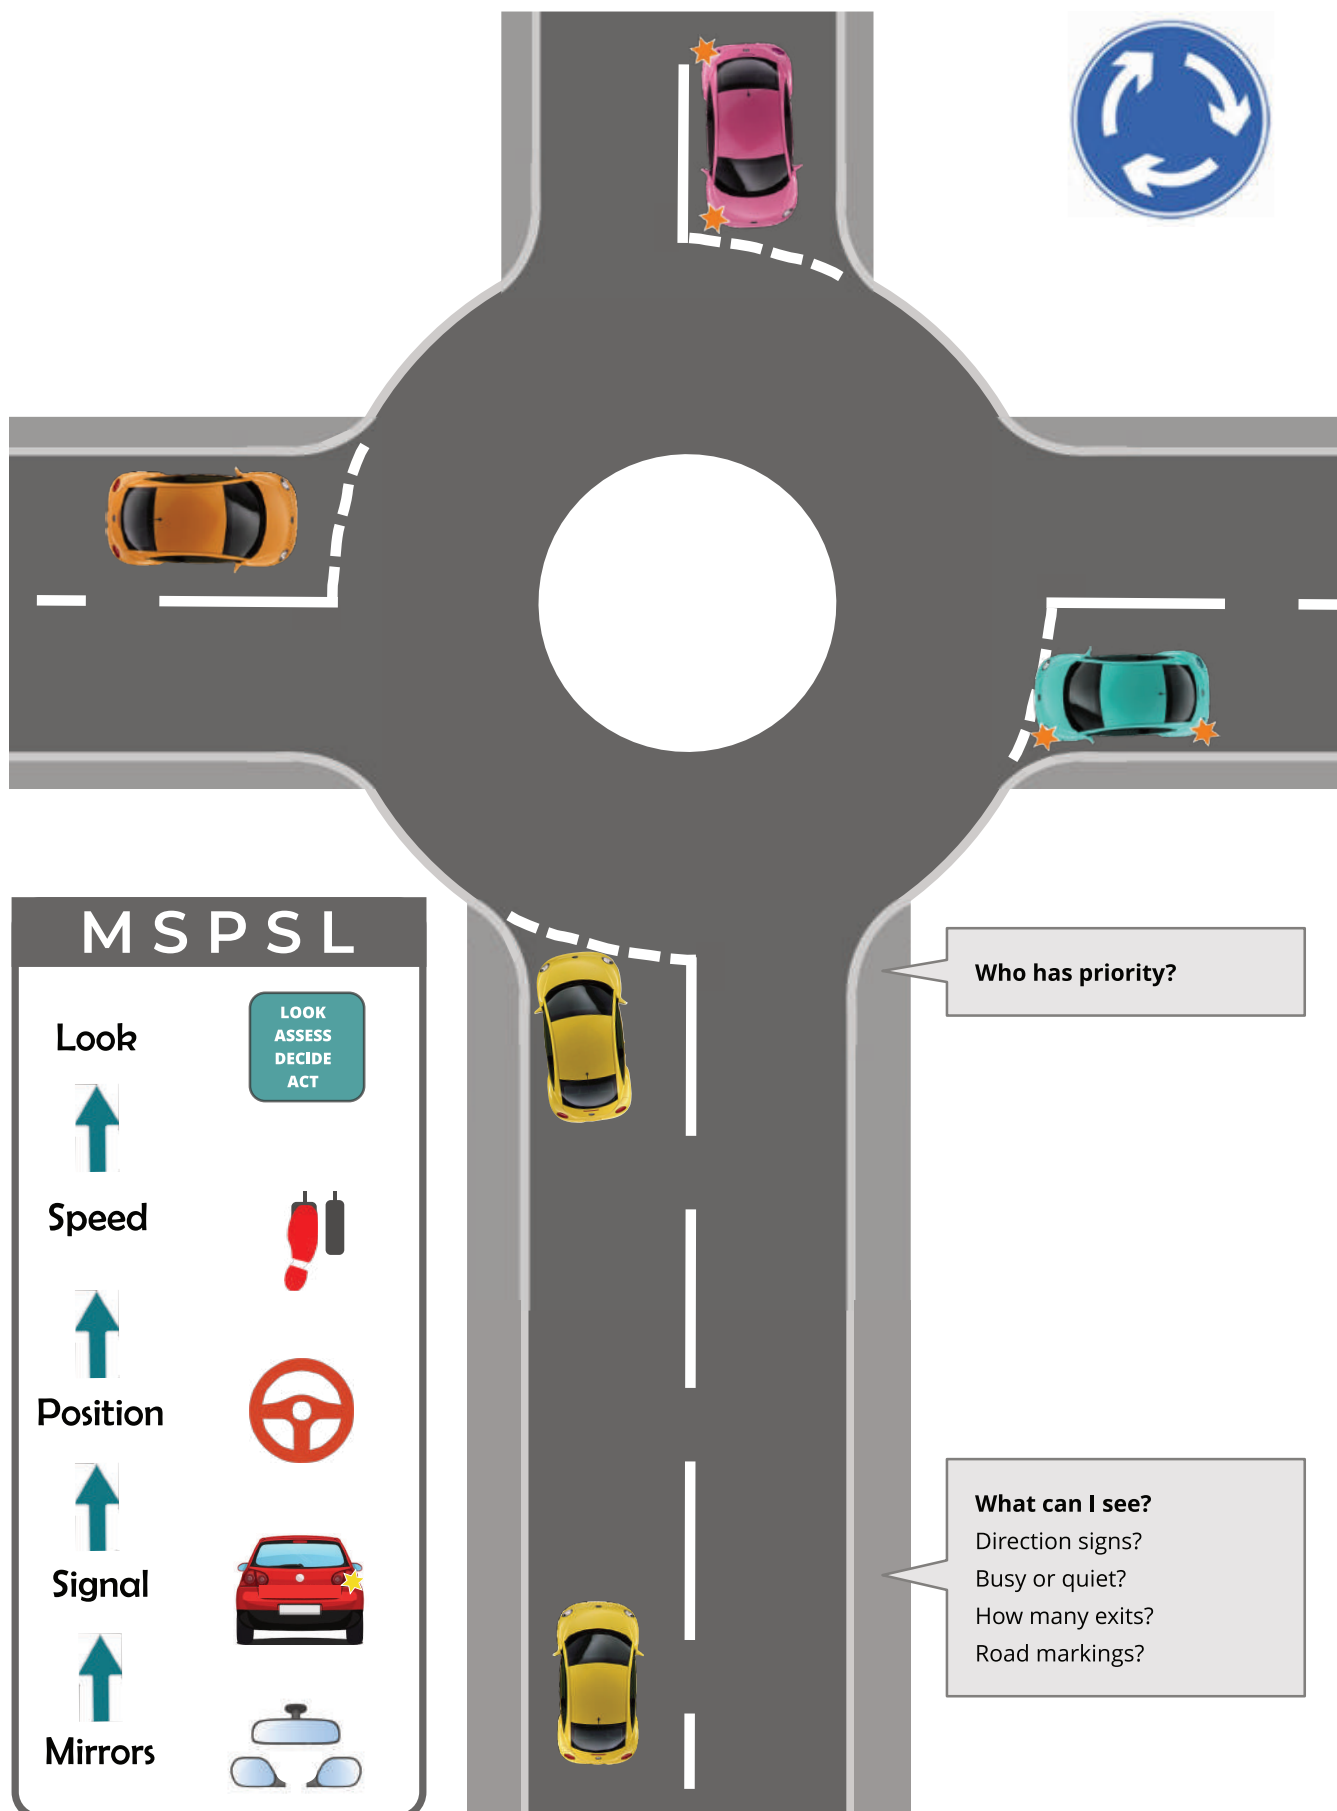 MSPSL
Look
LOOK
ASSESS
DECIDE
ACT
Speed
Position
Signal
Mirrors
Who has priority?
What can I see?
Direction signs?
Busy or quiet?
How many exits?
Road markings?